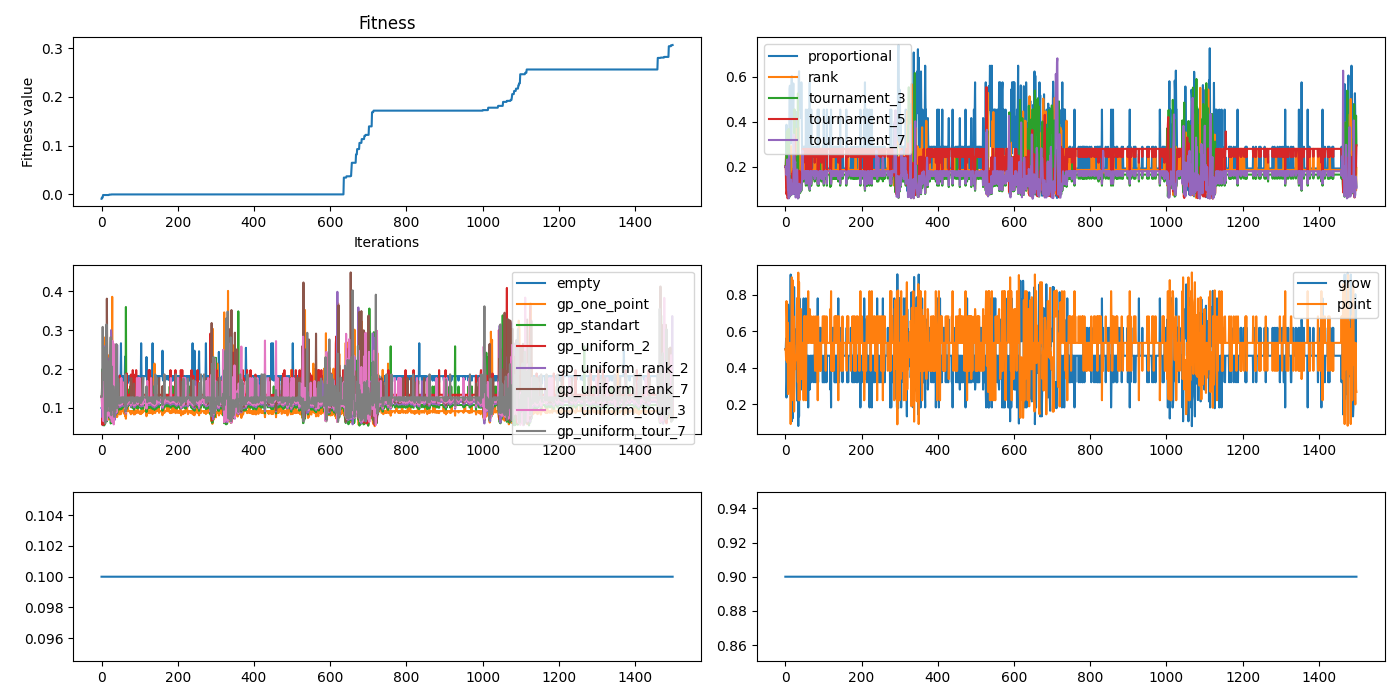 Fitness
Fitness value
0.3
0.2
0.1
0.0
0 200 400 600 800 1000 1200 1400
Iterations
0.6
0.4
0.2
proportional
rank
tournament_3
tournament_5
tournament_7
0 200 400 600 800 1000 1200 1400
0.4
0.3
0.2
0.1
empty
gp_one_point
gp_standart
gp_uniform_2
gp_uniform_rank_2
gp_uniform_rank_7
gp_uniform_tour_3
gp_uniform_tour_7
0 200 400 600 800 1000 1200 1400
0.8
0.6
0.4
0.2
grow
point
0 200 400 600 800 1000 1200 1400
0.104
0.102
0.100
0.098
0.096
0 200 400 600 800 1000 1200 1400
0.94
0.92
0.90
0.88
0.86
0 200 400 600 800 1000 1200 1400